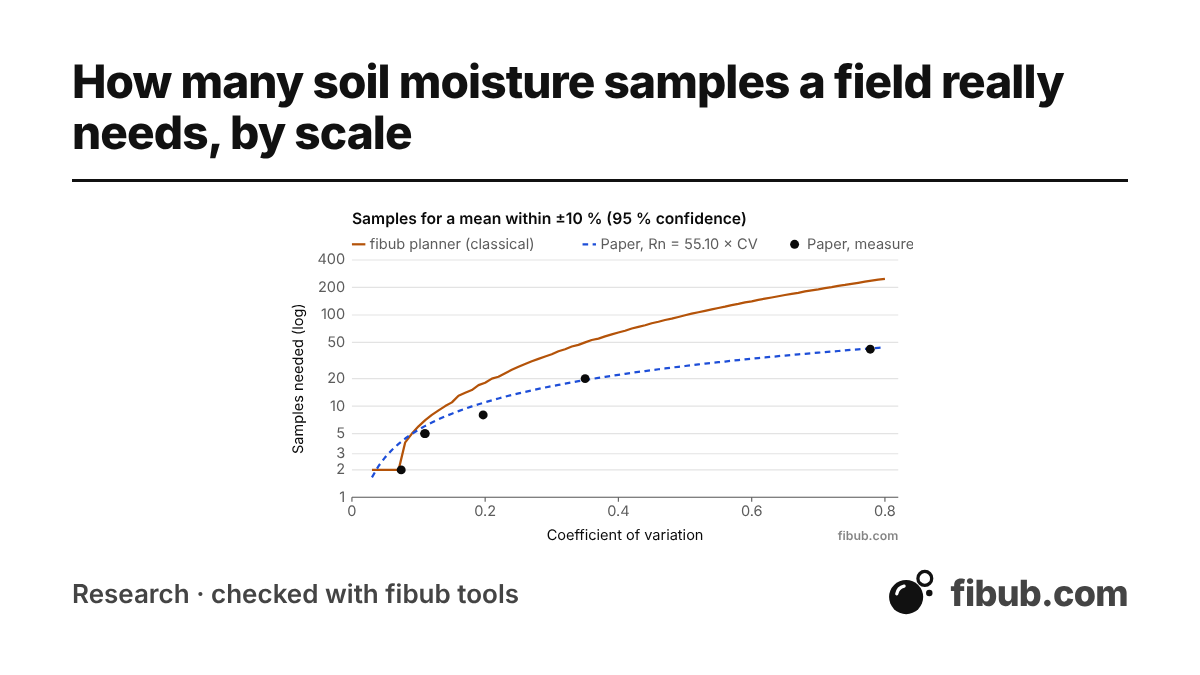 How many soil moisture samples a field really
needs, by scale
Samples for a mean within ±10 % (95 % confidence)
fibub planner (classical) Paper, Rn = 55.10 × CV Paper, measure
400
200
100
50
20
10
5
3
2
1
Samples needed (log)
0 0.2 0.4 0.6 0.8
Coefficient of variation
fibub.com
Research · checked with fibub tools
fibub.com